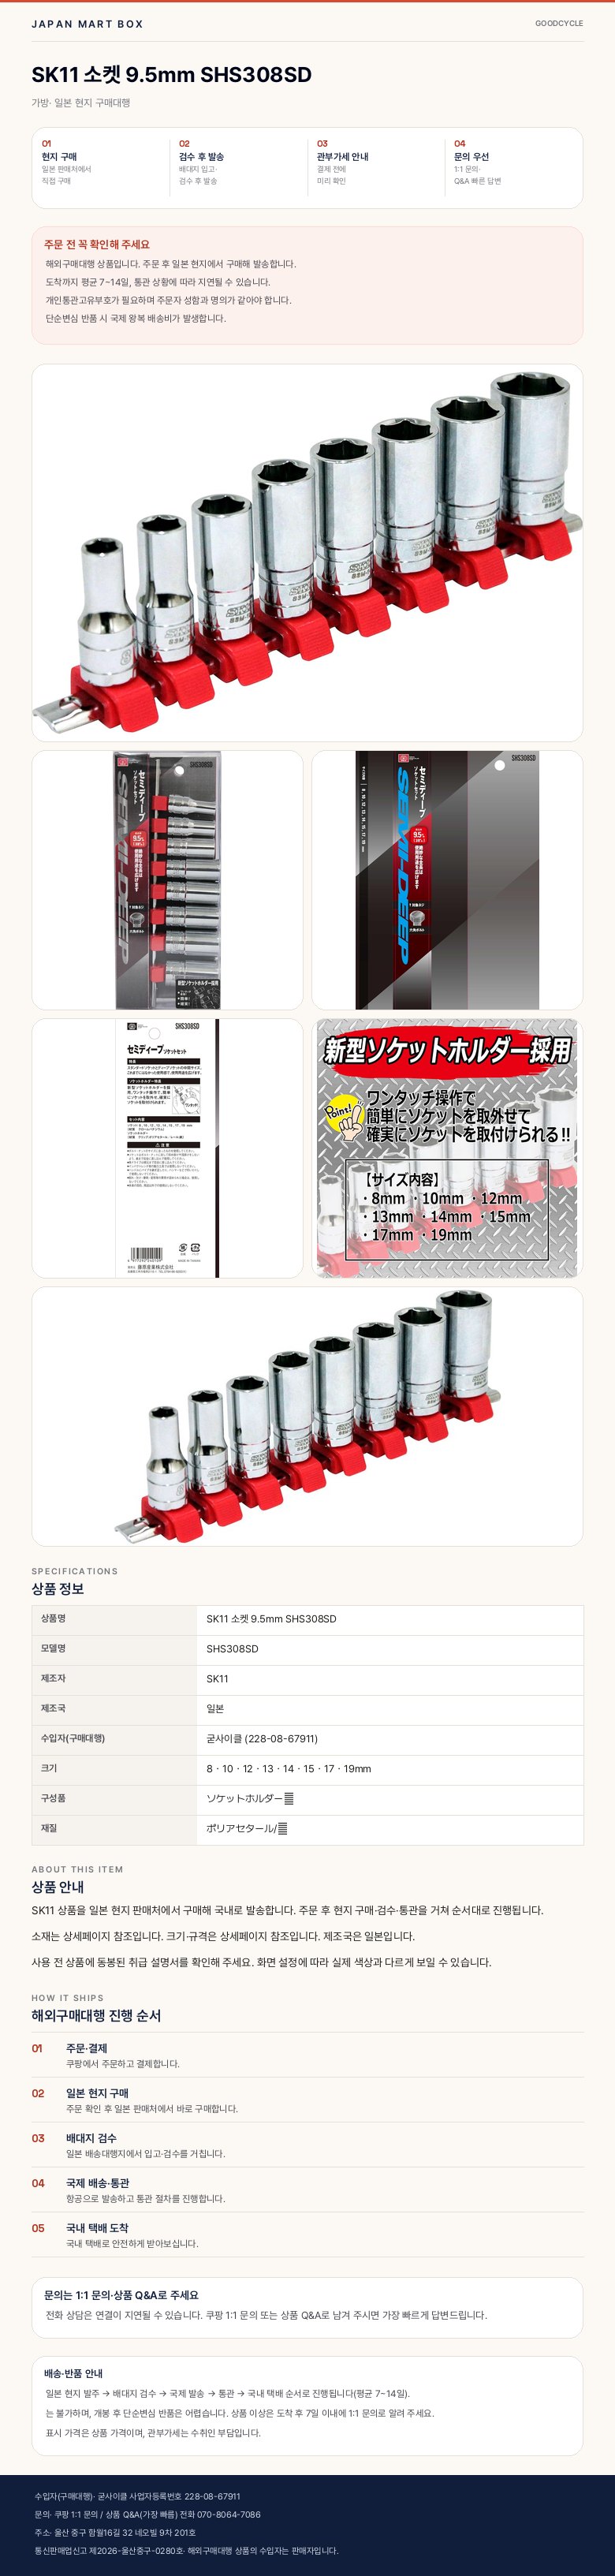 JAPAN MART BOX
GOODCYCLE
SK11 소켓 9.5mm SHS308SD
가방· 일본 현지 구매대행
01
현지 구매
일본 판매처에서
직접 구매
02
검수 후 발송
배대지 입고·
검수 후 발송
03
관부가세 안내
결제 전에
미리 확인
04
문의 우선
1:1 문의·
Q&A 빠른 답변
주문 전 꼭 확인해 주세요
해외구매대행 상품입니다. 주문 후 일본 현지에서 구매해 발송합니다.
도착까지 평균 7~14일, 통관 상황에 따라 지연될 수 있습니다.
개인통관고유부호가 필요하며 주문자 성함과 명의가 같아야 합니다.
단순변심 반품 시 국제 왕복 배송비가 발생합니다.
SHS308SD
セミディープ
ソケットセット
SEMI-DEEP
9.5
新型ソケットホルダー採用
SHS308SD
セミディープ
ソケットセット
SEMI-DEEP
9.5
SHS308SD
セミディープソケットセット
新型ソケットホルダー採用
Point!
ワンタッチ操作で
簡単にソケットを取外せて
確実にソケットを取付けられる!!
【サイズ内容】
・8mm ・10mm ・12mm
・13mm ・14mm ・15mm
・17mm ・19mm
SPECIFICATIONS
상품 정보
상품명 SK11 소켓 9.5mm SHS308SD
모델명 SHS308SD
제조자 SK11
제조국 일본
수입자(구매대행) 굳사이클 (228-08-67911)
크기 8 · 10 · 12 · 13 · 14 · 15 · 17 · 19mm
구성품 ソケットホルダー
재질 ポリアセタール/
ABOUT THIS ITEM
상품 안내
SK11 상품을 일본 현지 판매처에서 구매해 국내로 발송합니다. 주문 후 현지 구매·검수·통관을 거쳐 순서대로 진행됩니다.
소재는 상세페이지 참조입니다. 크기·규격은 상세페이지 참조입니다. 제조국은 일본입니다.
사용 전 상품에 동봉된 취급 설명서를 확인해 주세요. 화면 설정에 따라 실제 색상과 다르게 보일 수 있습니다.
HOW IT SHIPS
해외구매대행 진행 순서
01 주문·결제
쿠팡에서 주문하고 결제합니다.
02 일본 현지 구매
주문 확인 후 일본 판매처에서 바로 구매합니다.
03 배대지 검수
일본 배송대행지에서 입고·검수를 거칩니다.
04 국제 배송·통관
항공으로 발송하고 통관 절차를 진행합니다.
05 국내 택배 도착
국내 택배로 안전하게 받아보십니다.
문의는 1:1 문의·상품 Q&A로 주세요
전화 상담은 연결이 지연될 수 있습니다. 쿠팡 1:1 문의 또는 상품 Q&A로 남겨 주시면 가장 빠르게 답변드립니다.
배송·반품 안내
일본 현지 발주 → 배대지 검수 → 국제 발송 → 통관 → 국내 택배 순서로 진행됩니다(평균 7~14일).
는 불가하며, 개봉 후 단순변심 반품은 어렵습니다. 상품 이상은 도착 후 7일 이내에 1:1 문의로 알려 주세요.
표시 가격은 상품 가격이며, 관부가세는 수취인 부담입니다.
수입자(구매대행)· 굳사이클 사업자등록번호 228-08-67911
문의· 쿠팡 1:1 문의 / 상품 Q&A(가장 빠름) 전화 070-8064-7086
주소· 울산 중구 함월16길 32 네오빌 9차 201호
통신판매업신고 제2026-울산중구-0280호· 해외구매대행 상품의 수입자는 판매자입니다.